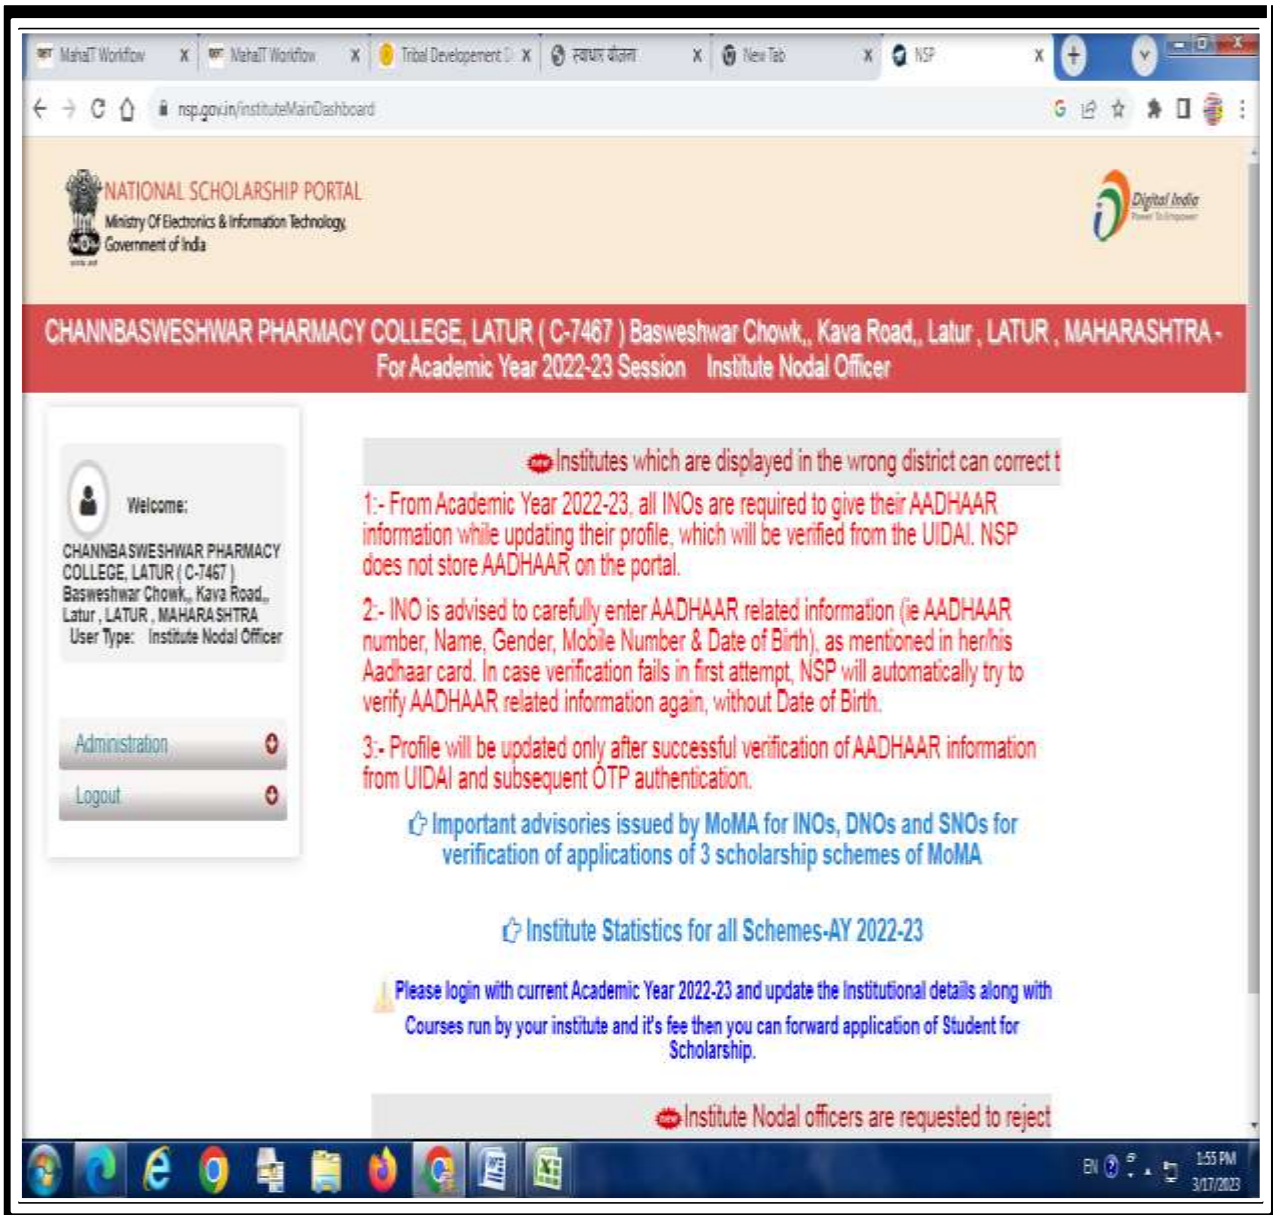 MahaIT Workflow X MahaIT Workflow X Tribal Developement D X स्वाधार योजना X New Tab X NSP X
nsp.gov.in/instituteMainDashboard
NATIONAL SCHOLARSHIP PORTAL
Ministry Of Electronics & Information Technology,
Government of India
Digital India
Power To Empower
CHANNBASWESHWAR PHARMACY COLLEGE, LATUR ( C-7467 ) Basweshwar Chowk,, Kava Road,, Latur , LATUR , MAHARASHTRA -
For Academic Year 2022-23 Session Institute Nodal Officer
Welcome:
CHANNBASWESHWAR PHARMACY
COLLEGE, LATUR ( C-7467 )
Basweshwar Chowk,, Kava Road,,
Latur , LATUR , MAHARASHTRA
User Type: Institute Nodal Officer
Administration
Logout
new Institutes which are displayed in the wrong district can correct t
1:- From Academic Year 2022-23, all INOs are required to give their AADHAAR
information while updating their profile, which will be verified from the UIDAI. NSP
does not store AADHAAR on the portal.
2:- INO is advised to carefully enter AADHAAR related information (ie AADHAAR
number, Name, Gender, Mobile Number & Date of Birth), as mentioned in her/his
Aadhaar card. In case verification fails in first attempt, NSP will automatically try to
verify AADHAAR related information again, without Date of Birth.
3:- Profile will be updated only after successful verification of AADHAAR information
from UIDAI and subsequent OTP authentication.
Important advisories issued by MoMA for INOs, DNOs and SNOs for
verification of applications of 3 scholarship schemes of MoMA
Institute Statistics for all Schemes-AY 2022-23
Please login with current Academic Year 2022-23 and update the Institutional details along with
Courses run by your institute and it's fee then you can forward application of Student for
Scholarship.
new Institute Nodal officers are requested to reject
EN
1:55 PM
3/17/2023